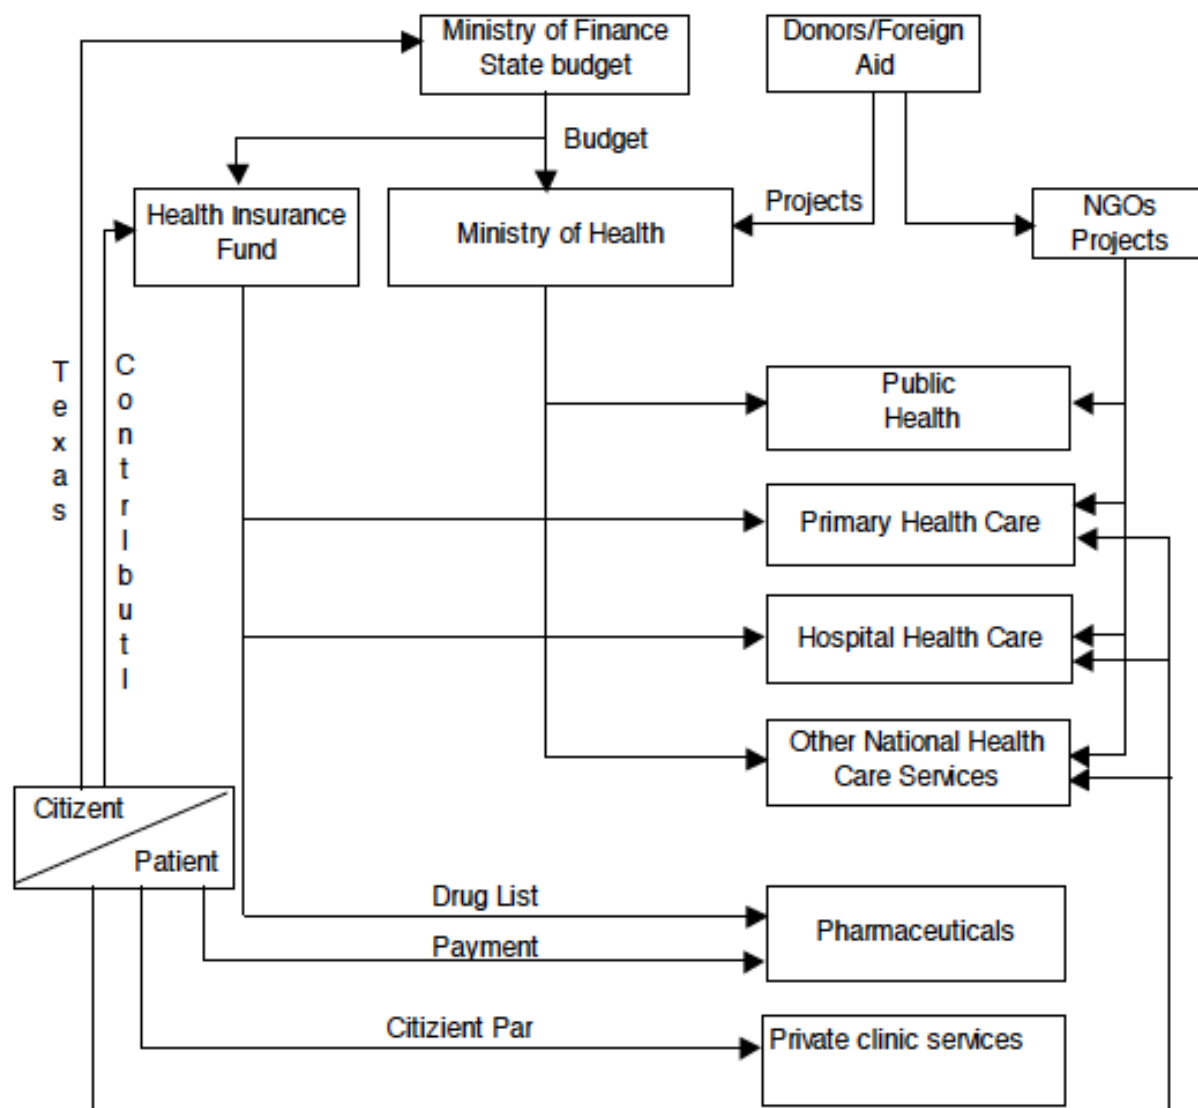 Ministry of Finance
State budget
Donors/Foreign
Aid
Budget
Health Insurance
Fund
Ministry of Health
Projects
NGOs
Projects
Texas
Contrlbutl
Public
Health
Primary Health Care
Hospital Health Care
Other National Health
Care Services
Citizent
Patient
Drug List
Pharmaceuticals
Payment
Citizient Par
Private clinic services